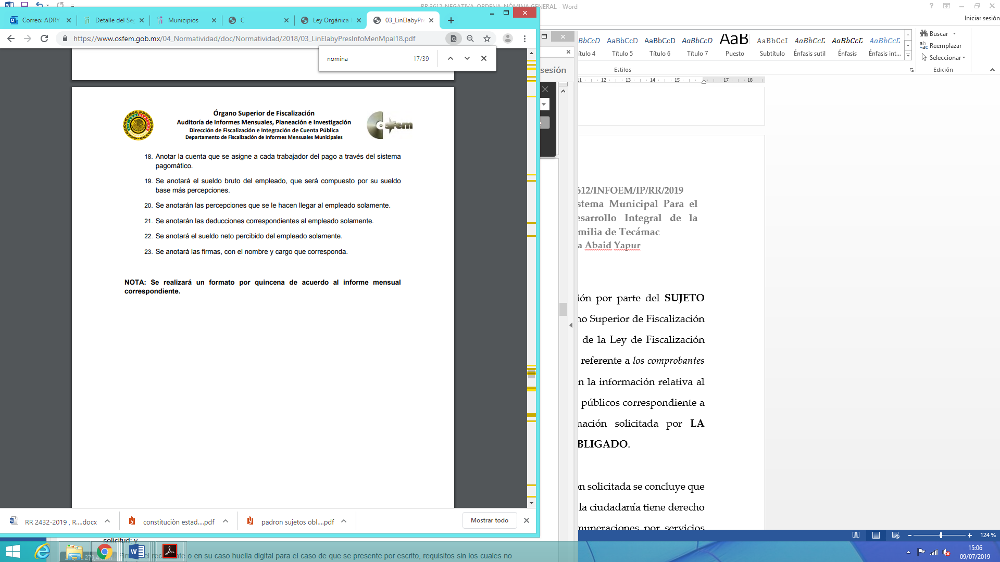 RR 3612-NEGATIVA, ORDENA, NÓMINA GENERAL - Word
Iniciar sesión
Correo: ADRY
Detalle del Se
Municipios
C
Ley Orgánica
03_LinElabyPre
https://www.osfem.gob.mx/04_Normatividad/doc/Normatividad/2018/03_LinElabyPresInfoMenMpal18.pdf
nomina
17/39
AaBbCcD
AaBbCcD
AaBbCcD
AaBbCcD
AaB
AaBbCcI
AaBbCcD
AaBbCcD
AaBbCcD
ítulo 4
Título 5
Título 6
Título 7
Puesto
Subtítulo
Énfasis sutil
Énfasis
Énfasis int...
Estilos
Buscar
Reemplazar
Seleccionar
Edición
sesión
11 12 13 14 15 17 18
Órgano Superior de Fiscalización
Auditoría de Informes Mensuales, Planeación e Investigación
Dirección de Fiscalización e Integración de Cuenta Pública
Departamento de Fiscalización de Informes Mensuales Municipales
osfem
18. Anotar la cuenta que se asigne a cada trabajador del pago a través del sistema
pagomático.
19. Se anotará el sueldo bruto del empleado, que será compuesto por su sueldo
base más percepciones.
20. Se anotarán las percepciones que se le hacen llegar al empleado solamente.
21. Se anotarán las deducciones correspondientes al empleado solamente.
22. Se anotará el sueldo neto percibido del empleado solamente.
23. Se anotará las firmas, con el nombre y cargo que corresponda.
NOTA: Se realizará un formato por quincena de acuerdo al informe mensual
correspondiente.
612/INFOEM/IP/RR/2019
stema Municipal Para el
esarrollo Integral de la
milia de Tecámac
a Abaid Yapur
ión por parte del SUJETO
no Superior de Fiscalización
de la Ley de Fiscalización
referente a los comprobantes
n la información relativa al
públicos correspondiente a
mación solicitada por LA
BLIGADO.
ón solicitada se concluye que
la ciudadanía tiene derecho
muneraciones por servicios
RR 2432-2019 , R....docx
constituciòn estad....pdf
padron sujetos obl....pdf
Mostrar todo
124 %
solicitud; y
o en su caso huella digital para el caso de que se presente por escrito, requisitos sin los cuales no
15:06
09/07/2019